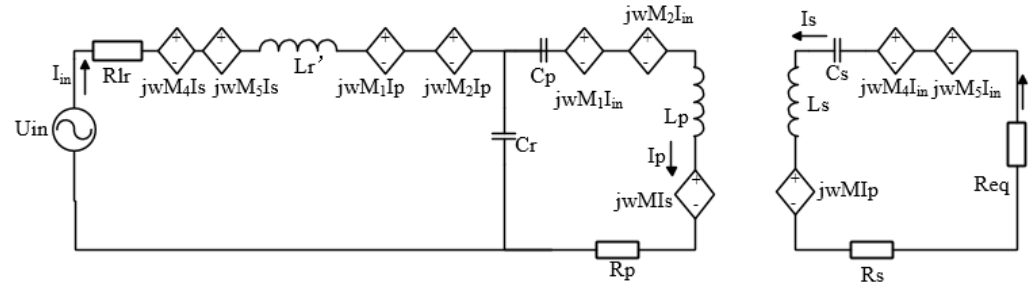 jwM₂Iᵢₙ
Is
Iᵢₙ
Rlr
Lr’
Cp
Cs
jwM₄Is
jwM₅Is
jwM₁Ip
jwM₂Ip
jwM₁Iᵢₙ
jwM₄Iᵢₙ
jwM₅Iᵢₙ
Lp
Ls
Uin
Cr
Ip
jwMIs
jwMIp
Req
Rp
Rs
+
-
+
-
+
-
+
-
+
-
+
-
+
-
+
-
+
-
+
-